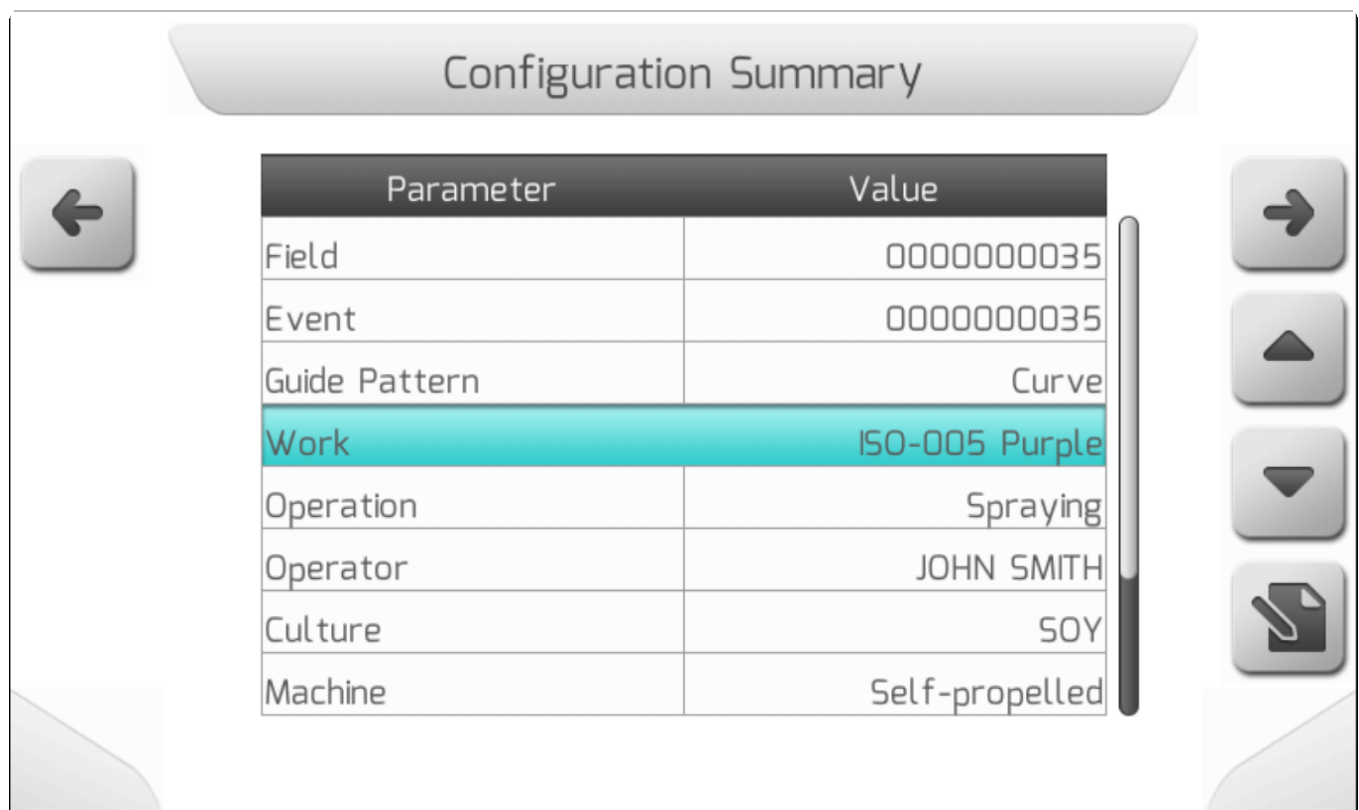 Configuration Summary
Parameter Value
Field 0000000035
Event 0000000035
Guide Pattern Curve
Work ISO-005 Purple
Operation Spraying
Operator JOHN SMITH
Culture SOY
Machine Self-propelled